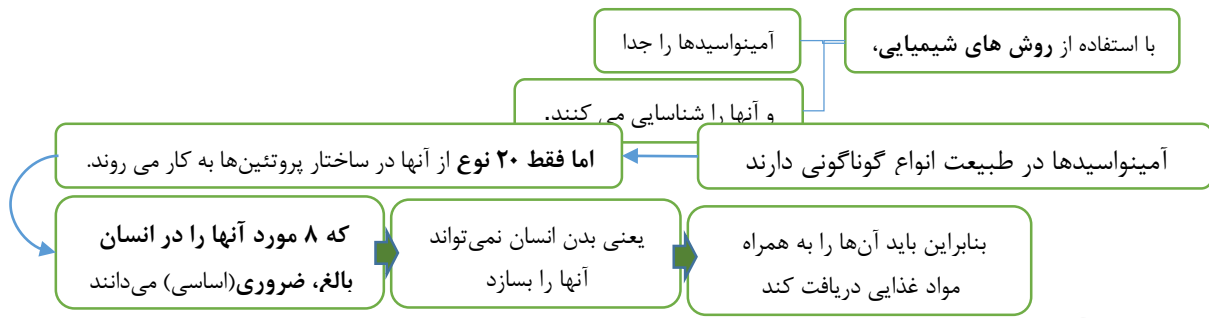 با استفاده از روش های شیمیایی،
آمینواسیدها را جدا
و آنها را شناسایی می کنند.
آمینواسیدها در طبیعت انواع گوناگونی دارند
اما فقط ۲۰ نوع از آنها در ساختار پروتئین‌ها به کار می روند.
که ۸ مورد آنها را در انسان
بالغ، ضروری(اساسی) می‌دانند
یعنی بدن انسان نمی‌تواند
آنها را بسازد
بنابراین باید آن‌ها را به همراه
مواد غذایی دریافت کند